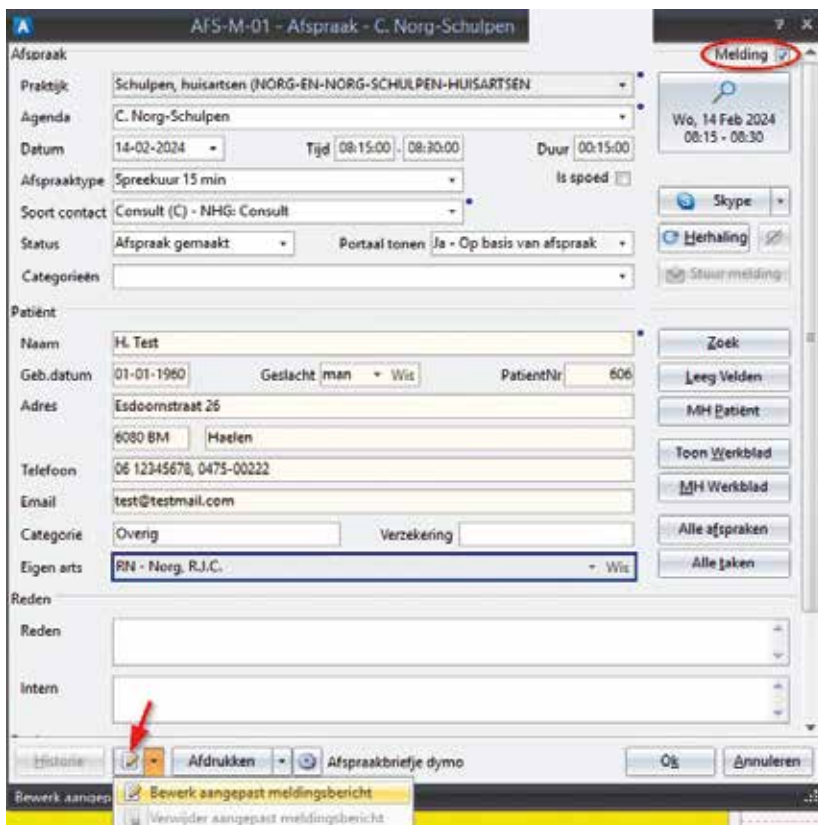 A AFS-M-01 - Afspraak - C. Norg-Schulpen ? X
Afspraak Melding
Praktijk Schulpen, huisartsen (NORG-EN-NORG-SCHULPEN-HUISARTSEN
Agenda C. Norg-Schulpen Wo, 14 Feb 2024
Datum 14-02-2024 Tijd 08:15:00 - 08:30:00 Duur 00:15:00 08:15 - 08:30
Afspraaktype Spreekuur 15 min Is spoed
Soort contact Consult (C) - NHG: Consult Skype
Status Afspraak gemaakt Portaal tonen Ja - Op basis van afspraak Herhaling
Categorieën Stuur melding
Patiënt
Naam H. Test Zoek
Geb.datum 01-01-1960 Geslacht man Wis PatientNr 606 Leeg Velden
Adres Esdoornstraat 26 MH Patiënt
6080 BM Haelen
Toon Werkblad
Telefoon 06 12345678, 0475-00222
MH Werkblad
Email test@testmail.com
Categorie Overig Verzekering Alle afspraken
Eigen arts RN - Norg, R.J.C. Wis Alle taken
Reden
Reden
Intern
Historie Afdrukken Afspraakbriefje dymo Ok Annuleren
Bewerk aangep Bewerk aangepast meldingsbericht
Verwijder aangepast meldingsbericht